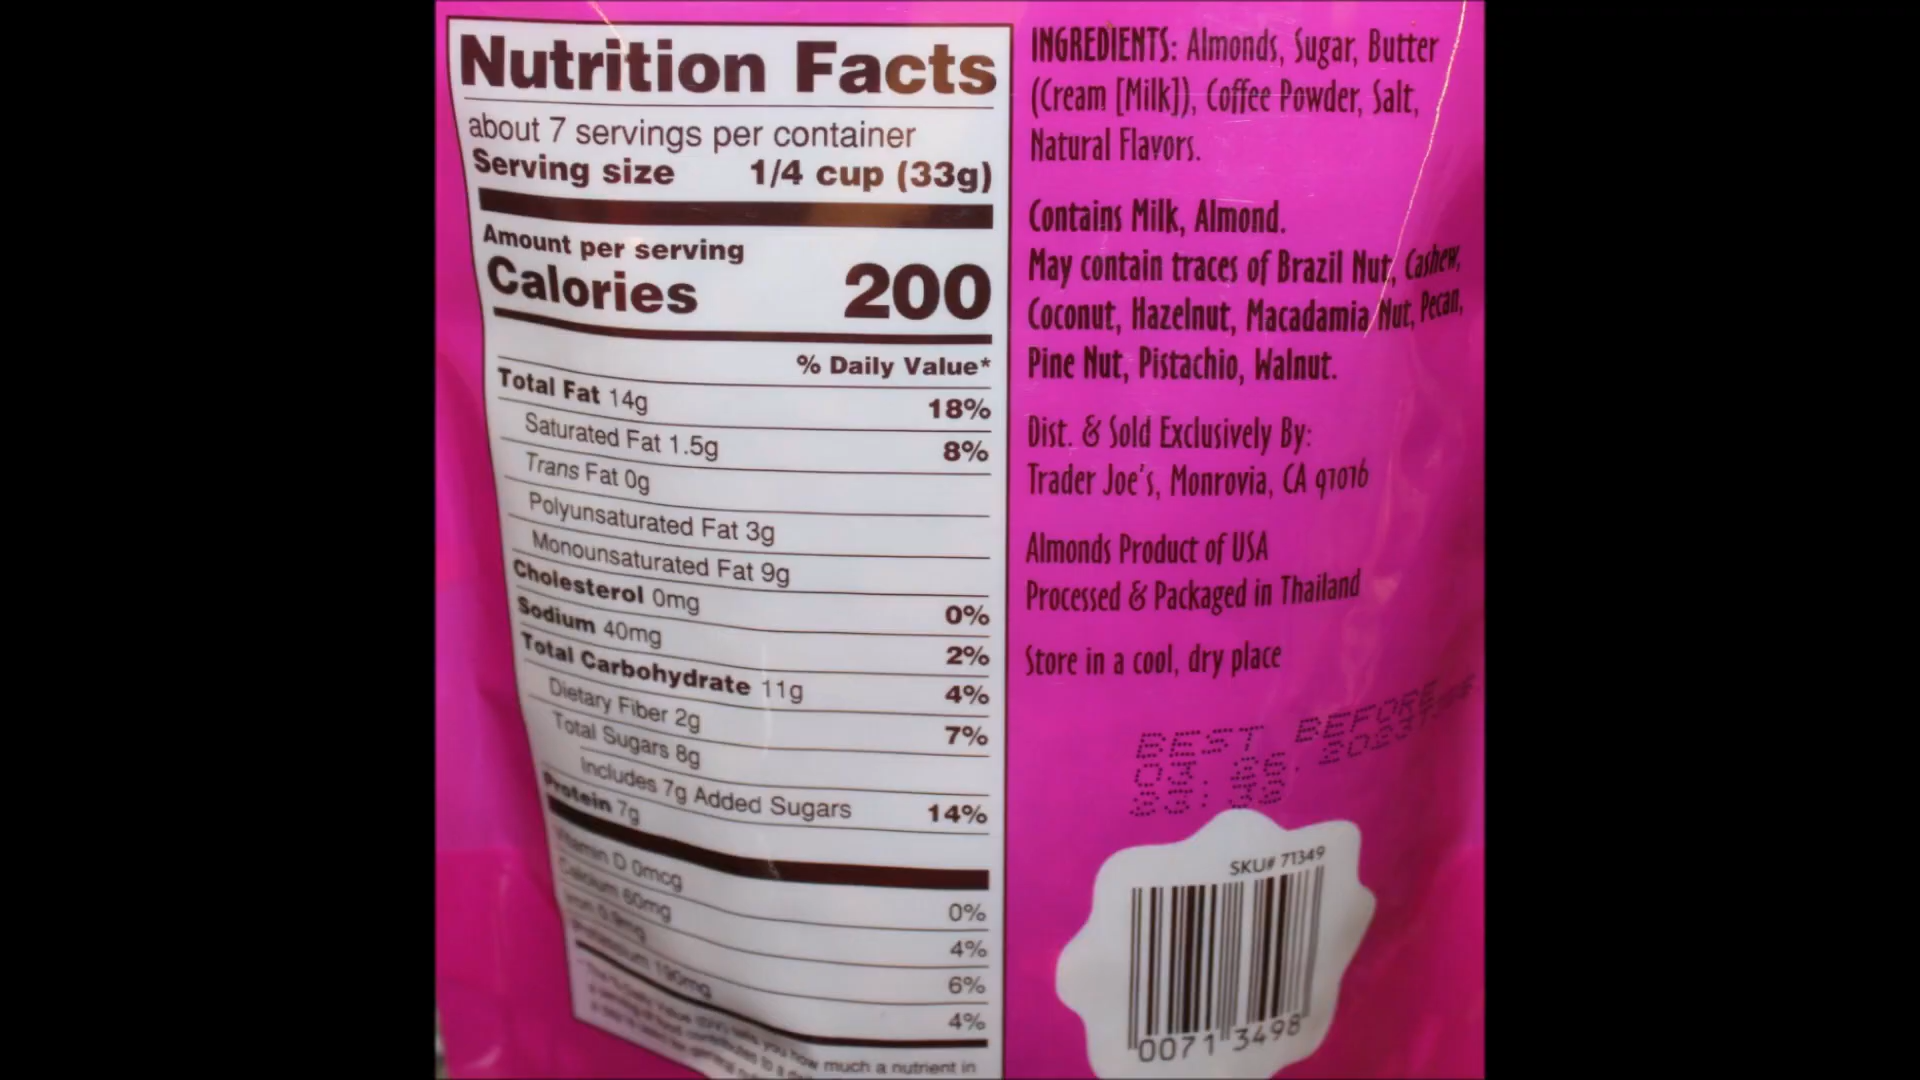 Nutrition Facts
about 7 servings per container
Serving size 1/4 cup (33g)
Amount per serving
Calories 200
% Daily Value*
Total Fat 14g 18%
Saturated Fat 1.5g 8%
Trans Fat 0g
Polyunsaturated Fat 3g
Monounsaturated Fat 9g
Cholesterol 0mg 0%
Sodium 40mg 2%
Total Carbohydrate 11g 4%
Dietary Fiber 2g 7%
Total Sugars 8g
Includes 7g Added Sugars 14%
Protein 7g
Vitamin D 0mcg 0%
Calcium 60mg 4%
Iron 0.9mg 6%
Potassium 190mg 4%
you how much a nutrient in
INGREDIENTS: Almonds, Sugar, Butter
(Cream [Milk]), Coffee Powder, Salt,
Natural Flavors.
Contains Milk, Almond.
May contain traces of Brazil Nut, Cashew,
Coconut, Hazelnut, Macadamia Nut, Pecan,
Pine Nut, Pistachio, Walnut.
Dist. & Sold Exclusively By:
Trader Joe's, Monrovia, CA 91016
Almonds Product of USA
Processed & Packaged in Thailand
Store in a cool, dry place
BEST BEFORE
SKU# 71349
0071 3498